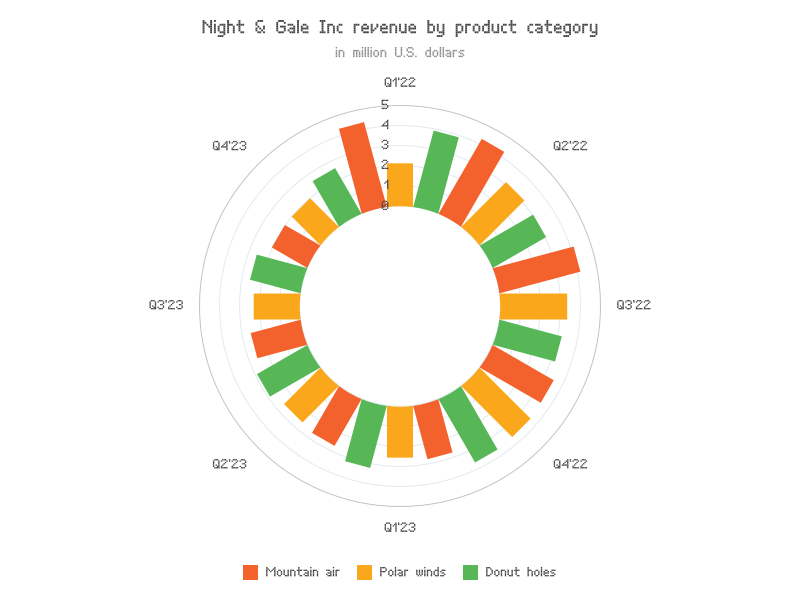 Night & Gale Inc revenue by product category
in million U.S. dollars
Q1'22
5
4
3
2
1
0
Q4'23
Q2'22
Q3'23
Q3'22
Q2'23
Q4'22
Q1'23
Mountain air
Polar winds
Donut holes